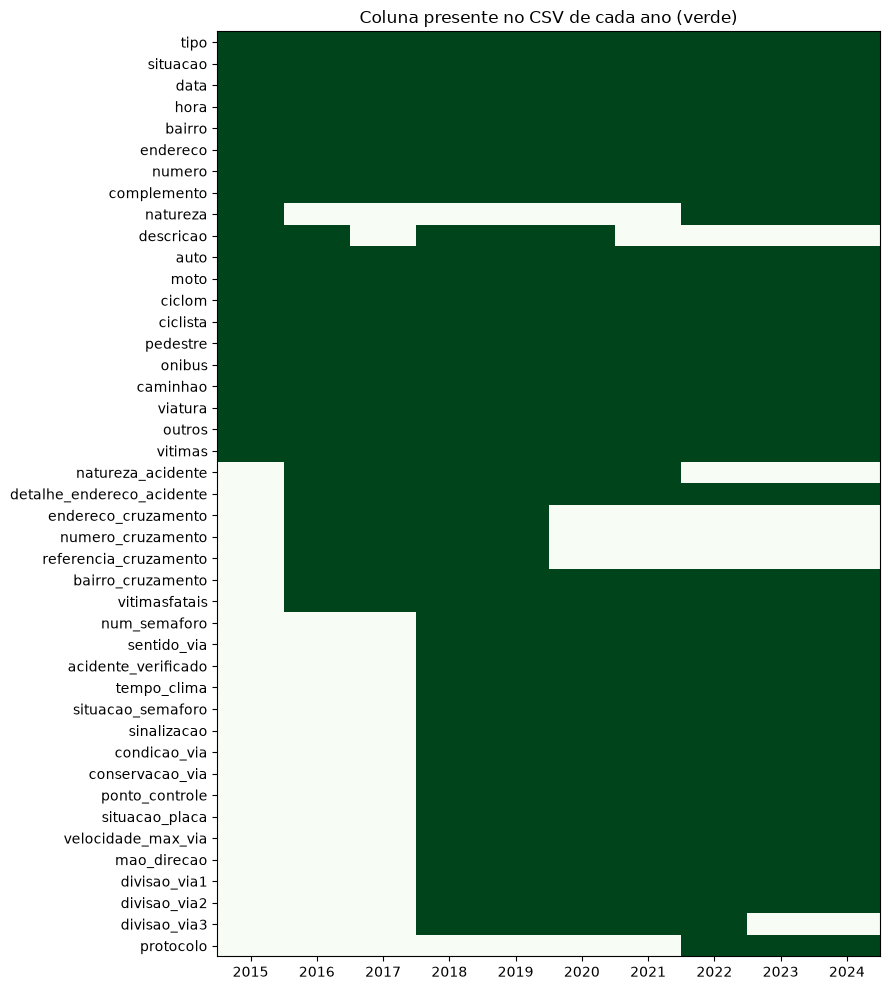 Coluna presente no CSV de cada ano (verde)
tipo
situacao
data
hora
bairro
endereco
numero
complemento
natureza
descricao
auto
moto
ciclom
ciclista
pedestre
onibus
caminhao
viatura
outros
vitimas
natureza_acidente
detalhe_endereco_acidente
endereco_cruzamento
numero_cruzamento
referencia_cruzamento
bairro_cruzamento
vitimasfatais
num_semaforo
sentido_via
acidente_verificado
tempo_clima
situacao_semaforo
sinalizacao
condicao_via
conservacao_via
ponto_controle
situacao_placa
velocidade_max_via
mao_direcao
divisao_via1
divisao_via2
divisao_via3
protocolo
2015 2016 2017 2018 2019 2020 2021 2022 2023 2024